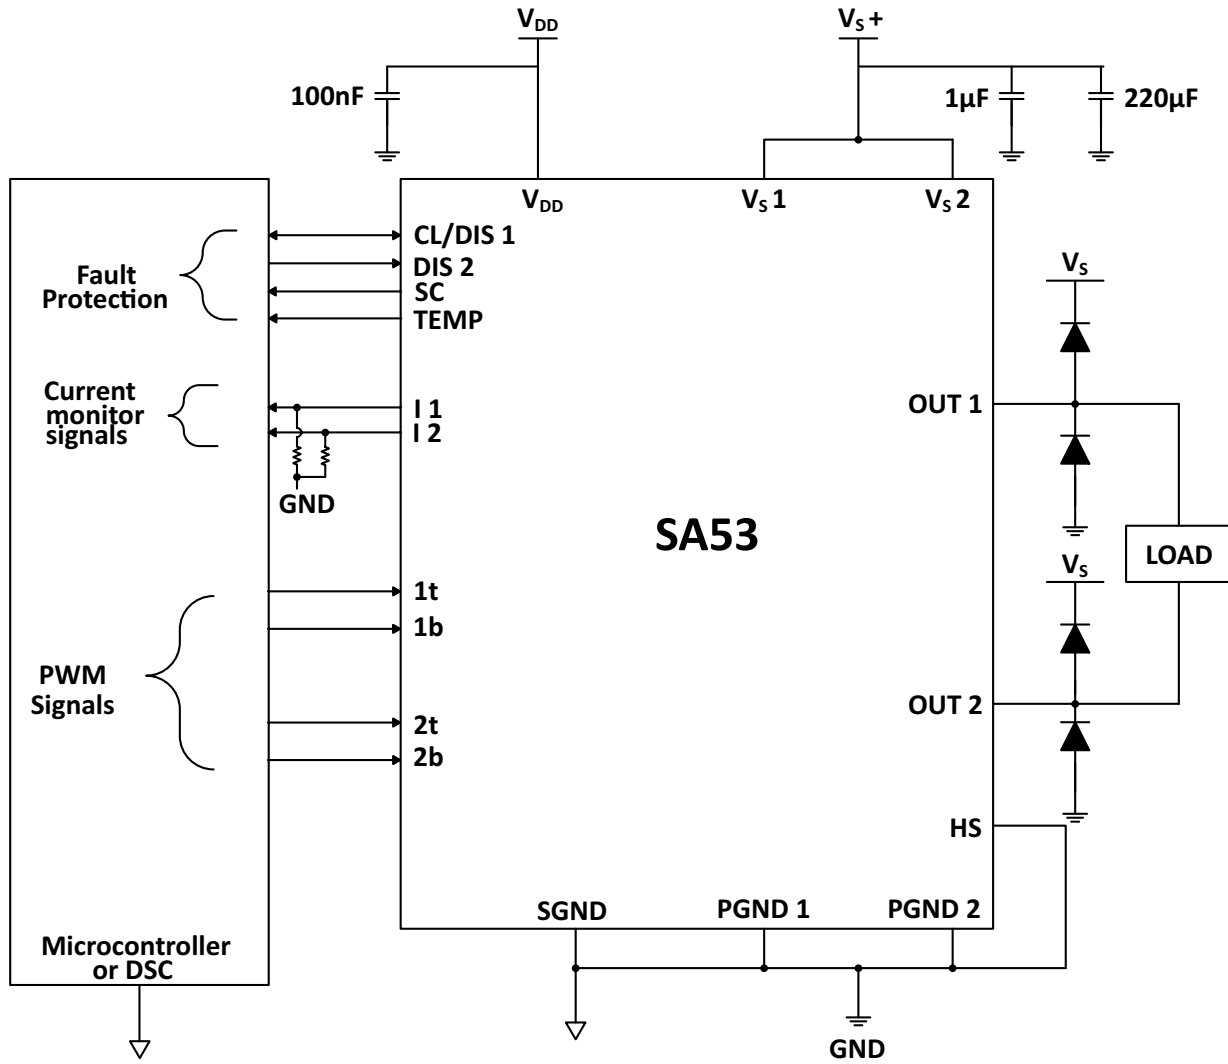 V_DD
V_S +
100nF
1µF
220µF
V_DD
V_S 1
V_S 2
Fault
Protection
CL/DIS 1
DIS 2
SC
TEMP
Current
monitor
signals
I 1
I 2
GND
SA53
OUT 1
V_S
LOAD
V_S
1t
1b
PWM
Signals
2t
2b
OUT 2
HS
SGND
PGND 1
PGND 2
Microcontroller
or DSC
GND